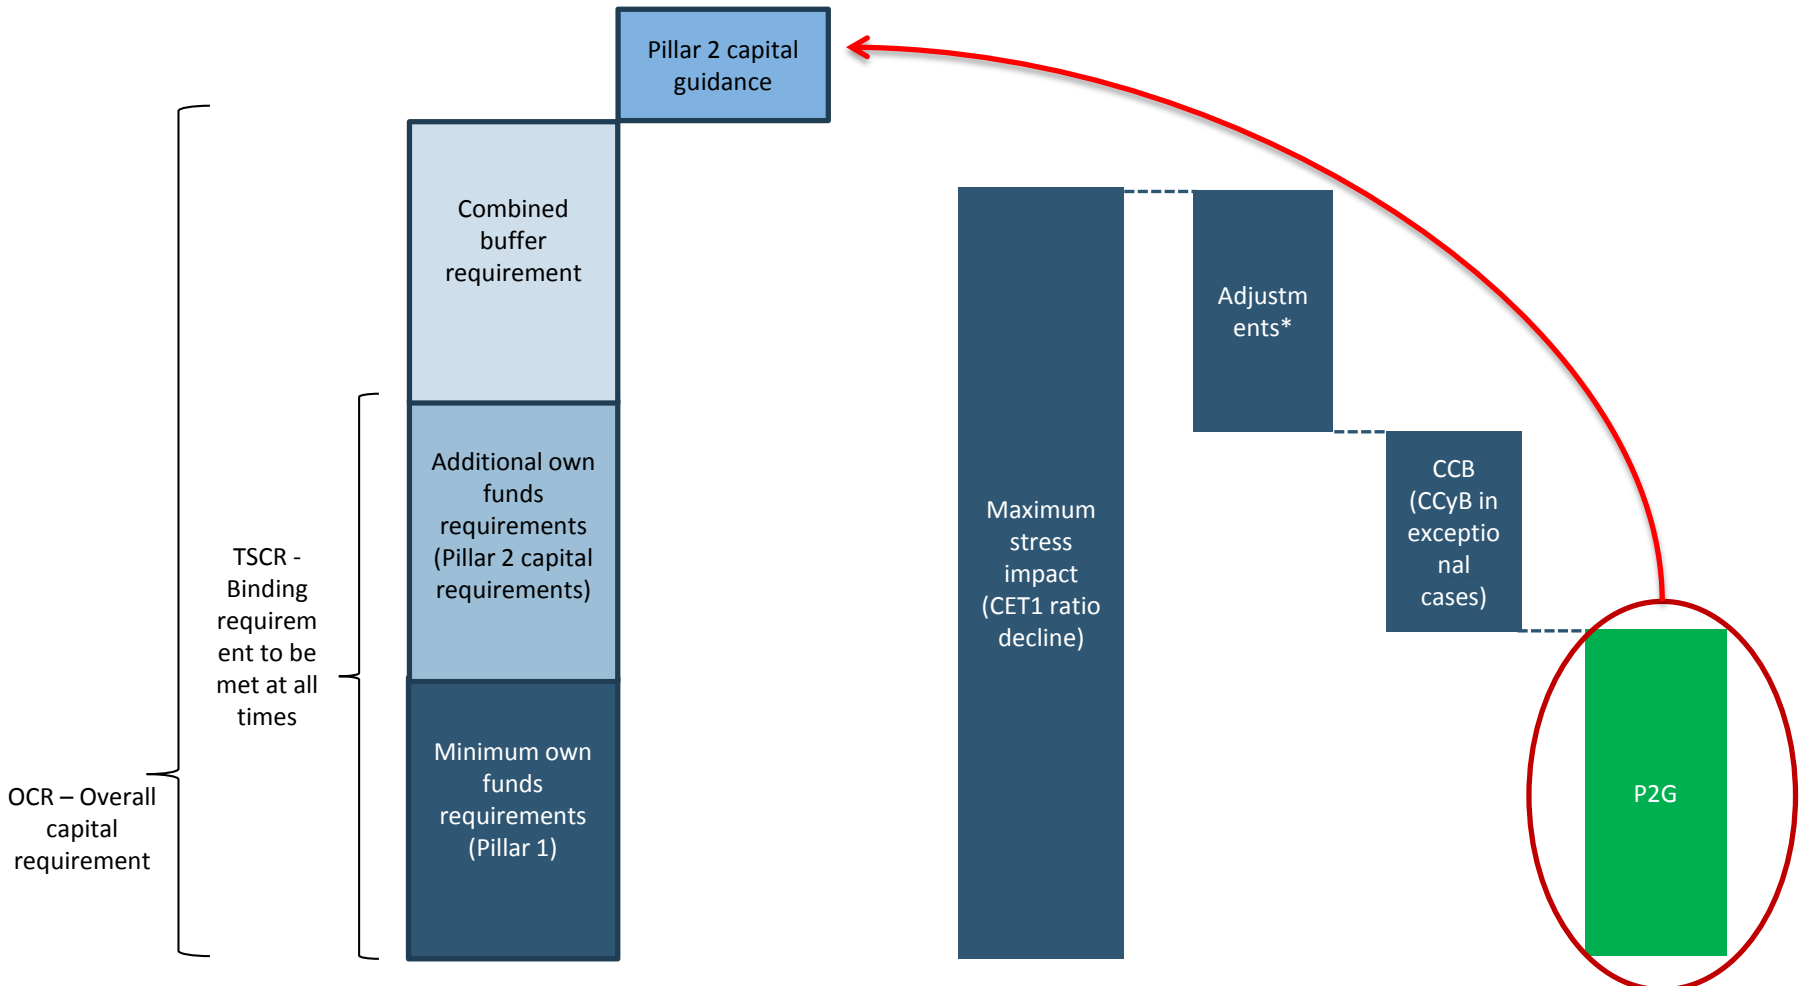 Pillar 2 capital
guidance
Combined
buffer
requirement
Additional own
funds
requirements
(Pillar 2 capital
requirements)
Minimum own
funds
requirements
(Pillar 1)
TSCR -
Binding
requirem
ent to be
met at all
times
OCR – Overall
capital
requirement
Maximum
stress
impact
(CET1 ratio
decline)
Adjustm
ents*
CCB
(CCyB in
exceptio
nal
cases)
P2G